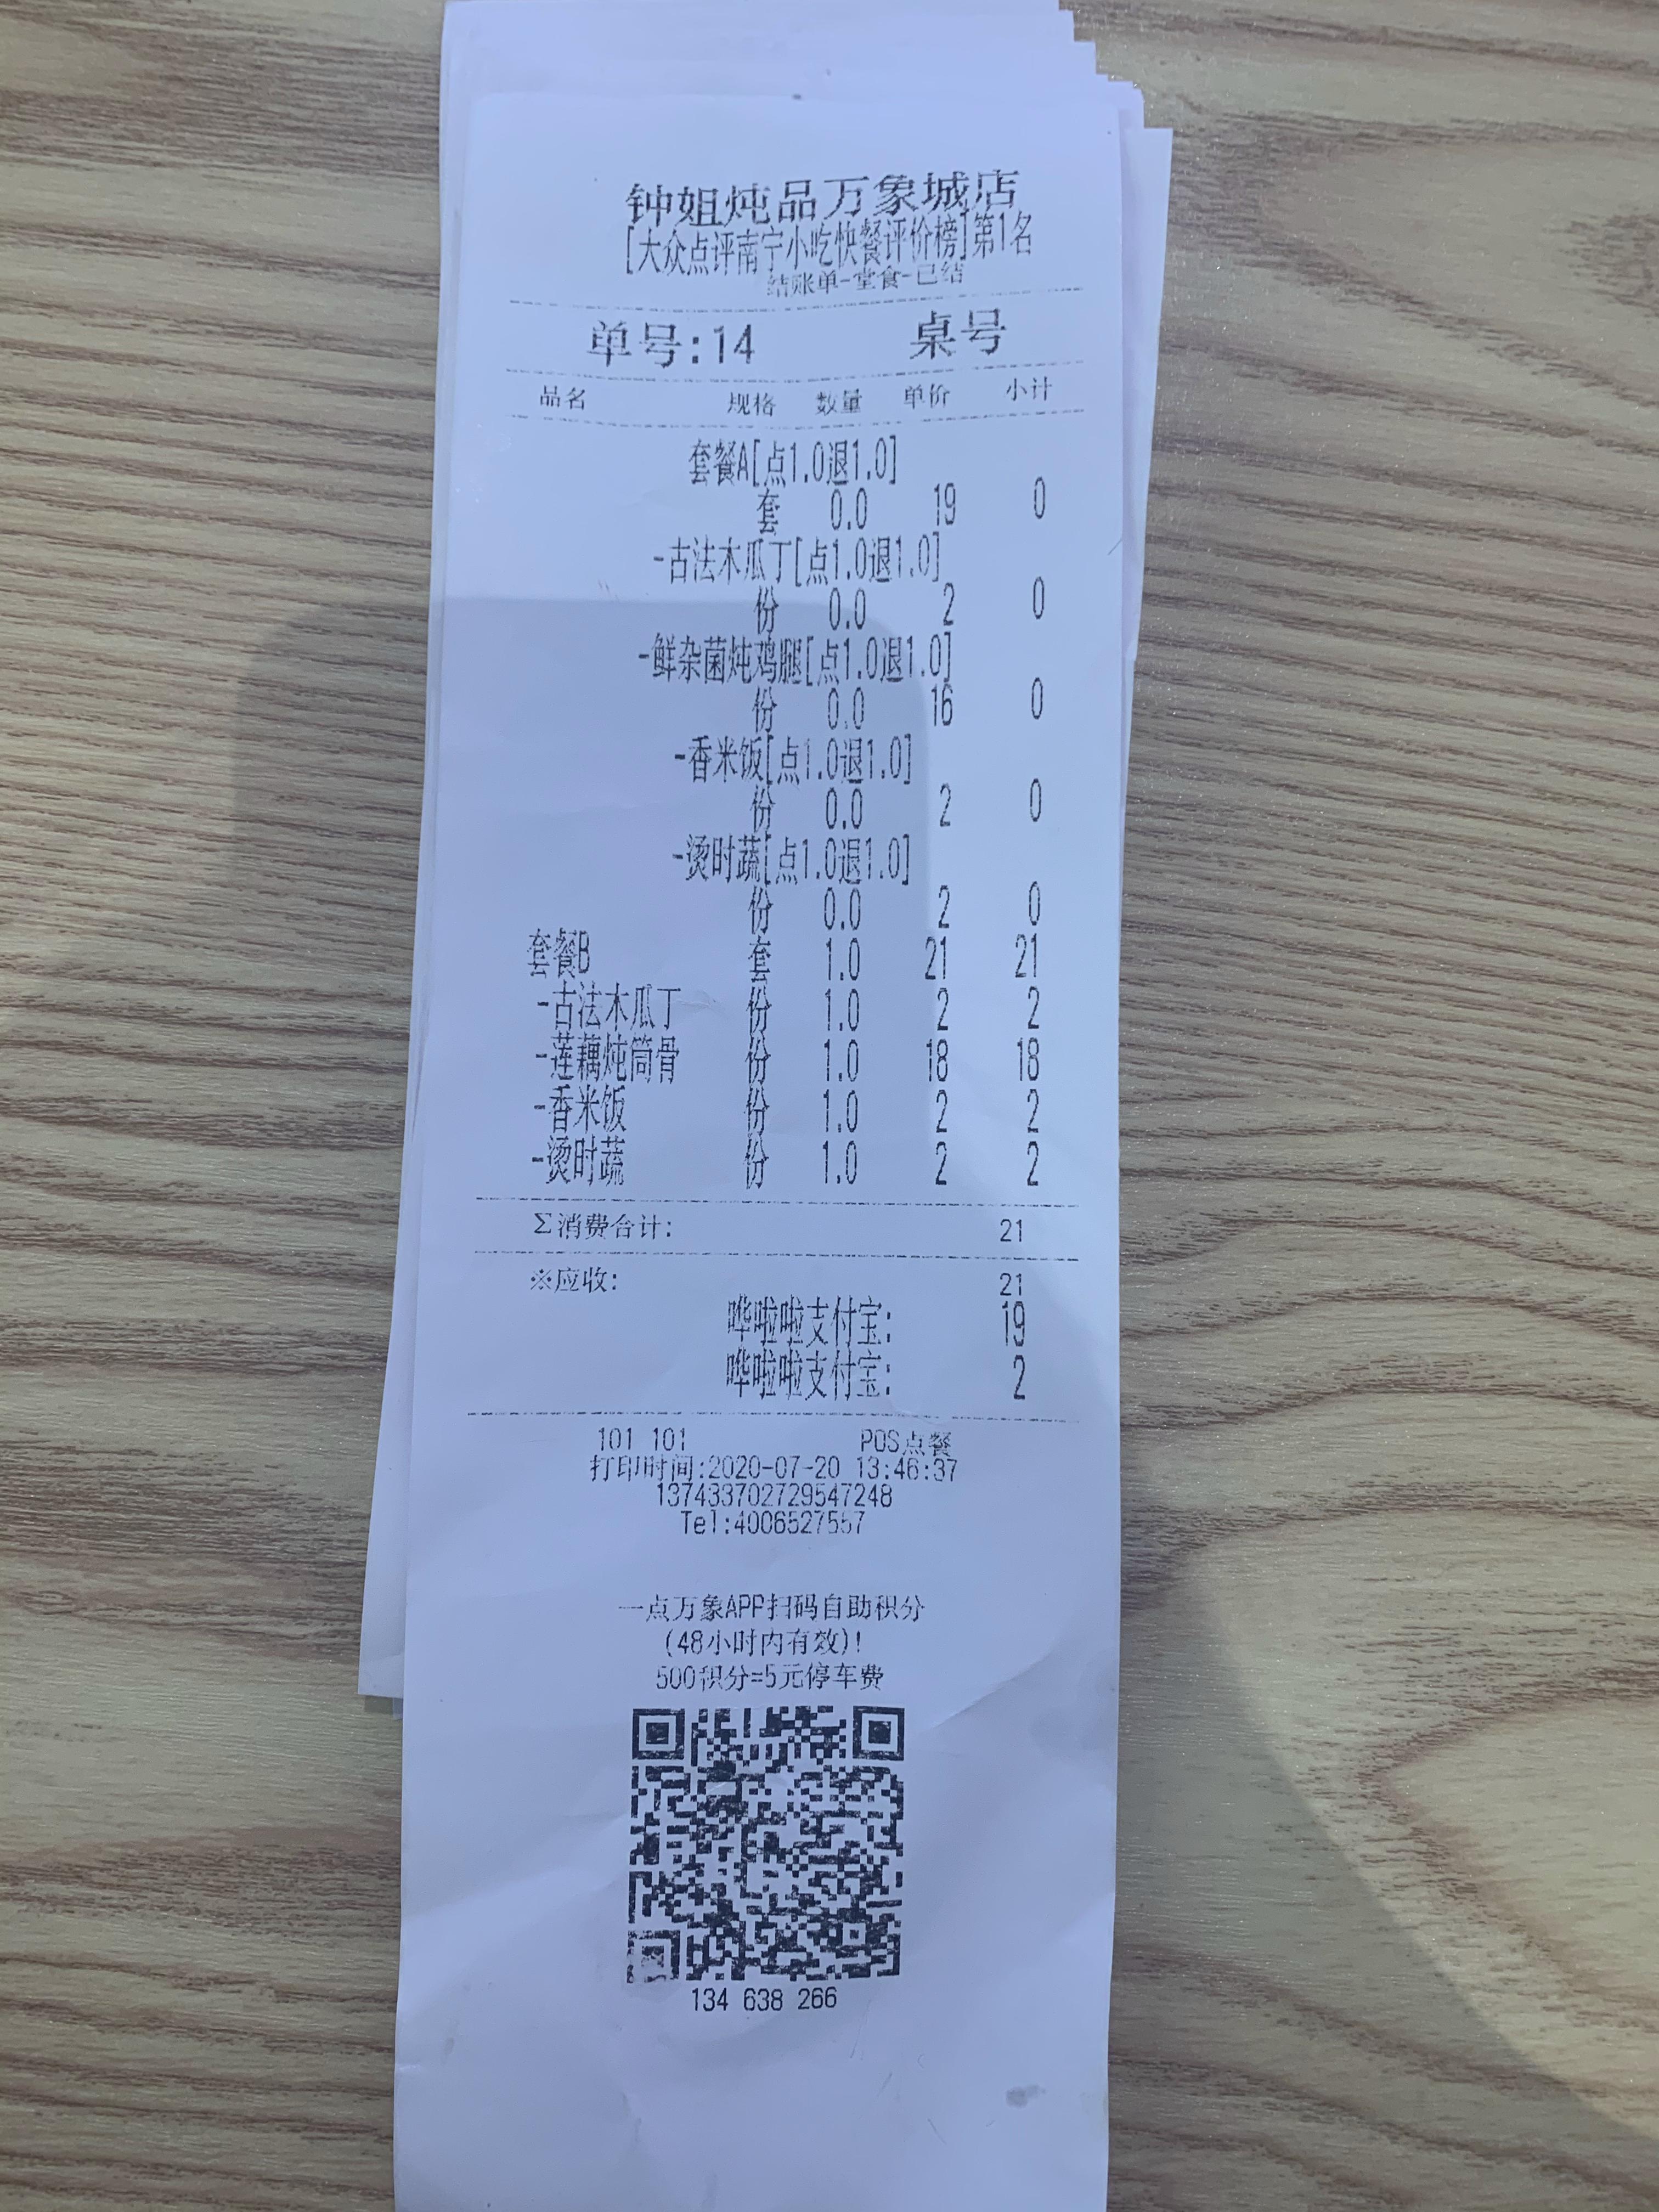 钟姐炖品万象城店
[大众点评南宁小吃快餐评价榜]第1名
结账单-堂食-已结
单号:14 桌号
品名 规格 数量 单价 小计
套餐A[点1.0退1.0]
套 0.0 19 0
-古法木瓜丁[点1.0退1.0]
份 0.0 2 0
-鲜杂菌炖鸡腿[点1.0退1.0]
份 0.0 16 0
-香米饭[点1.0退1.0]
份 0.0 2 0
-烫时蔬[点1.0退1.0]
份 0.0 2 0
套餐B 套 1.0 21 21
-古法木瓜丁 份 1.0 2 2
-莲藕炖筒骨 份 1.0 18 18
-香米饭 份 1.0 2 2
-烫时蔬 份 1.0 2 2
Σ消费合计: 21
※应收: 21
哗啦啦支付宝: 19
哗啦啦支付宝: 2
101 101 POS点餐
打印时间:2020-07-20 13:46:37
137433702729547248
Tel:4006527557
一点万象APP扫码自助积分
(48小时内有效)!
500积分=5元停车费
134 638 266